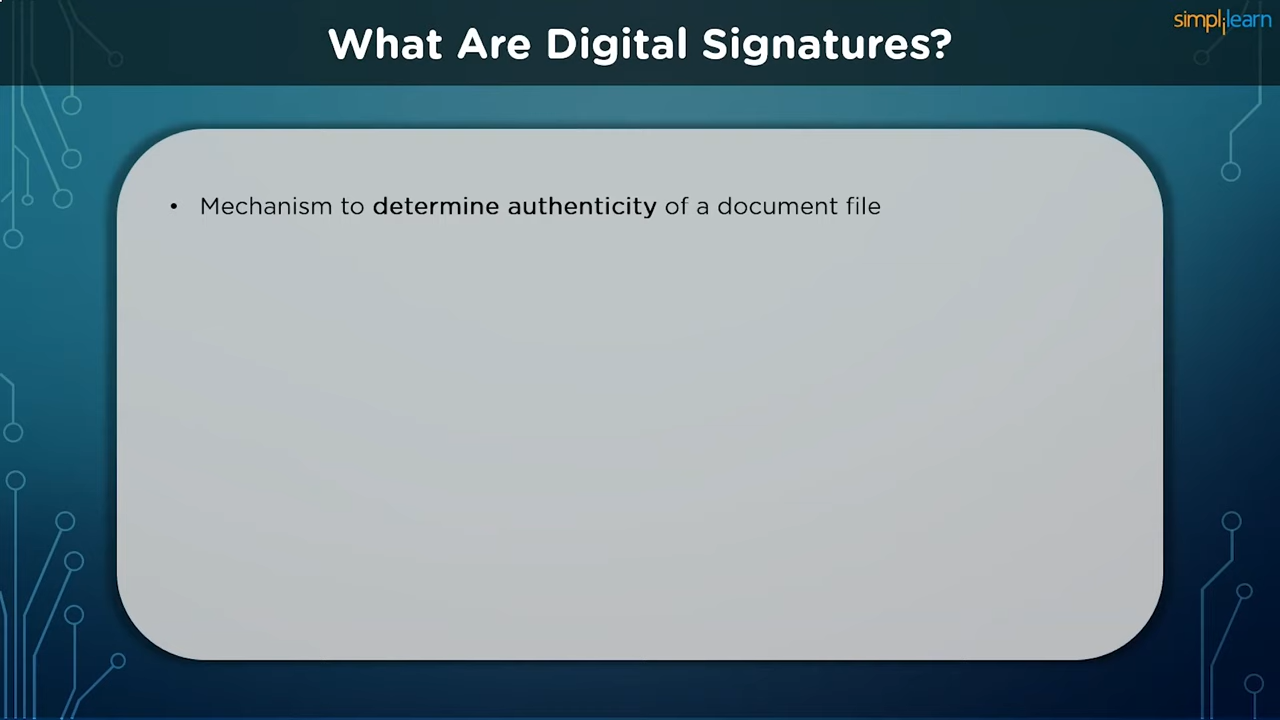 What Are Digital Signatures?
simplilearn
• Mechanism to determine authenticity of a document file